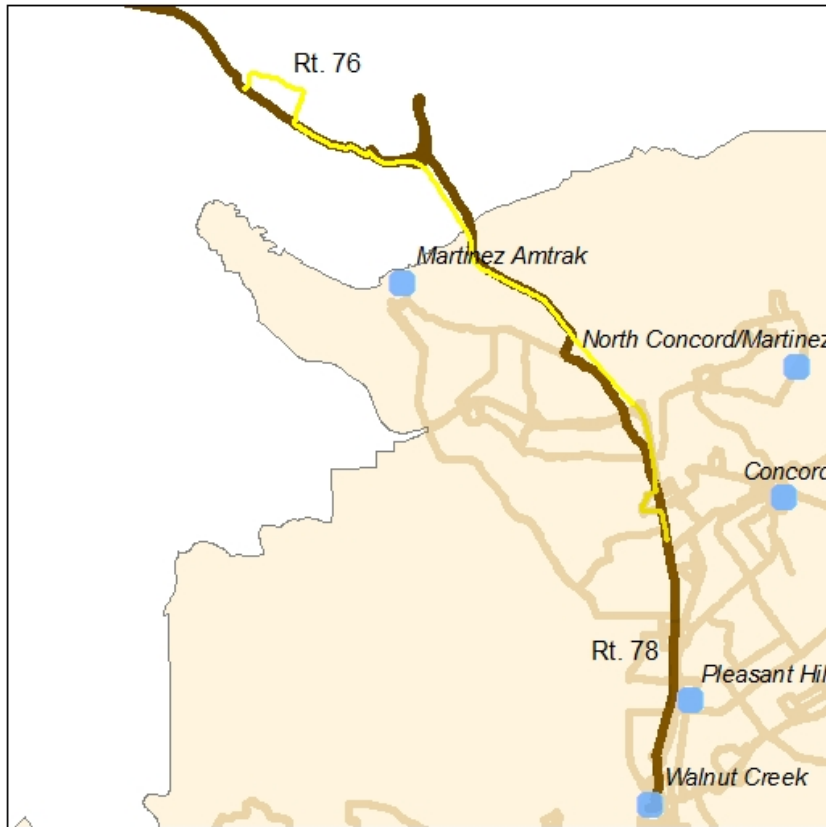 Rt. 76
Martinez Amtrak
North Concord/Martinez
Concord
Rt. 78
Pleasant Hil
Walnut Creek